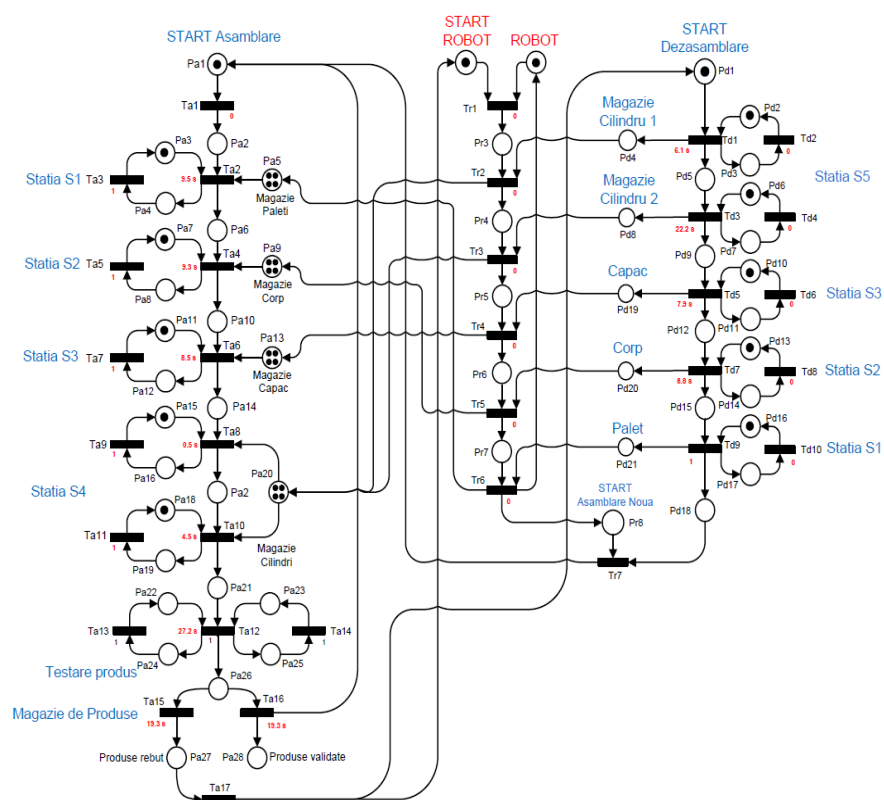 START Asamblare
Pa1
Ta1
0
Pa2
Statia S1
Ta3
1
Pa3
Pa4
9.5 s
Ta2
Pa5
Magazie
Paleti
Pa6
Statia S2
Ta5
1
Pa7
Pa8
9.3 s
Ta4
Pa9
Magazie
Corp
Pa10
Statia S3
Ta7
1
Pa11
Pa12
8.5 s
Ta6
Pa13
Magazie
Capac
Pa14
Ta9
1
Pa15
Pa16
0.5 s
Ta8
Pa20
Statia S4
Pa2
Ta11
1
Pa18
Pa19
4.5 s
Ta10
Magazie
Cilindri
Pa21
Pa22
Pa23
Ta13
1
27.2 s
1
Ta12
Ta14
1
Pa24
Pa25
Testare produs
Pa26
Ta15
Ta16
Magazie de Produse
19.3 s
19.3 s
Produse rebut
Pa27
Pa28
Produse validate
Ta17
START
ROBOT
ROBOT
Tr1
0
Pr3
Tr2
0
Pr4
Tr3
0
Pr5
Tr4
0
Pr6
Tr5
0
Pr7
Tr6
0
START
Asamblare Noua
Pr8
Tr7
START
Dezasamblare
Pd1
Magazie
Cilindru 1
Pd4
6.1 s
Td1
Pd2
Pd3
Td2
0
Pd5
Statia S5
Magazie
Cilindru 2
Pd8
22.2 s
Td3
Pd6
Pd7
Td4
0
Pd9
Capac
Pd19
7.9 s
Td5
Pd10
Pd11
Td6
0
Statia S3
Pd12
Corp
Pd20
8.8 s
Td7
Pd13
Pd14
Td8
0
Statia S2
Pd15
Palet
Pd21
1
Td9
Pd16
Pd17
Td10
0
Statia S1
Pd18